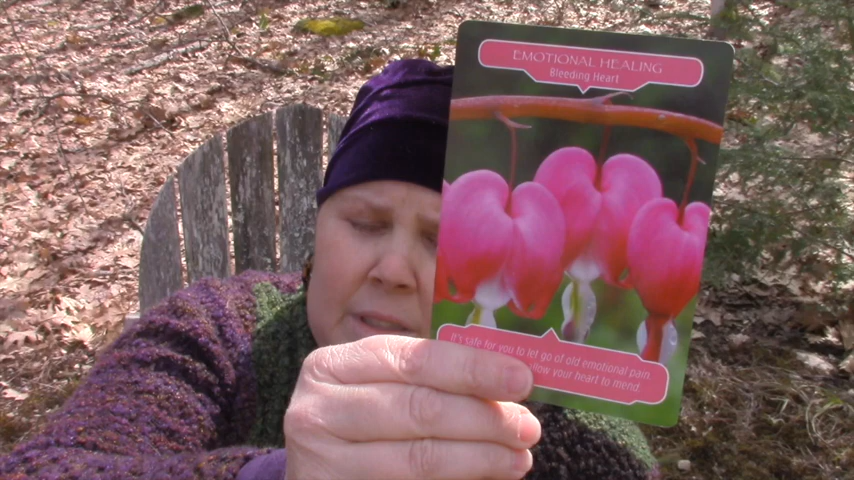 EMOTIONAL HEALING
Bleeding Heart
It's safe for you to let go of old emotional pain
llow your heart to mend.